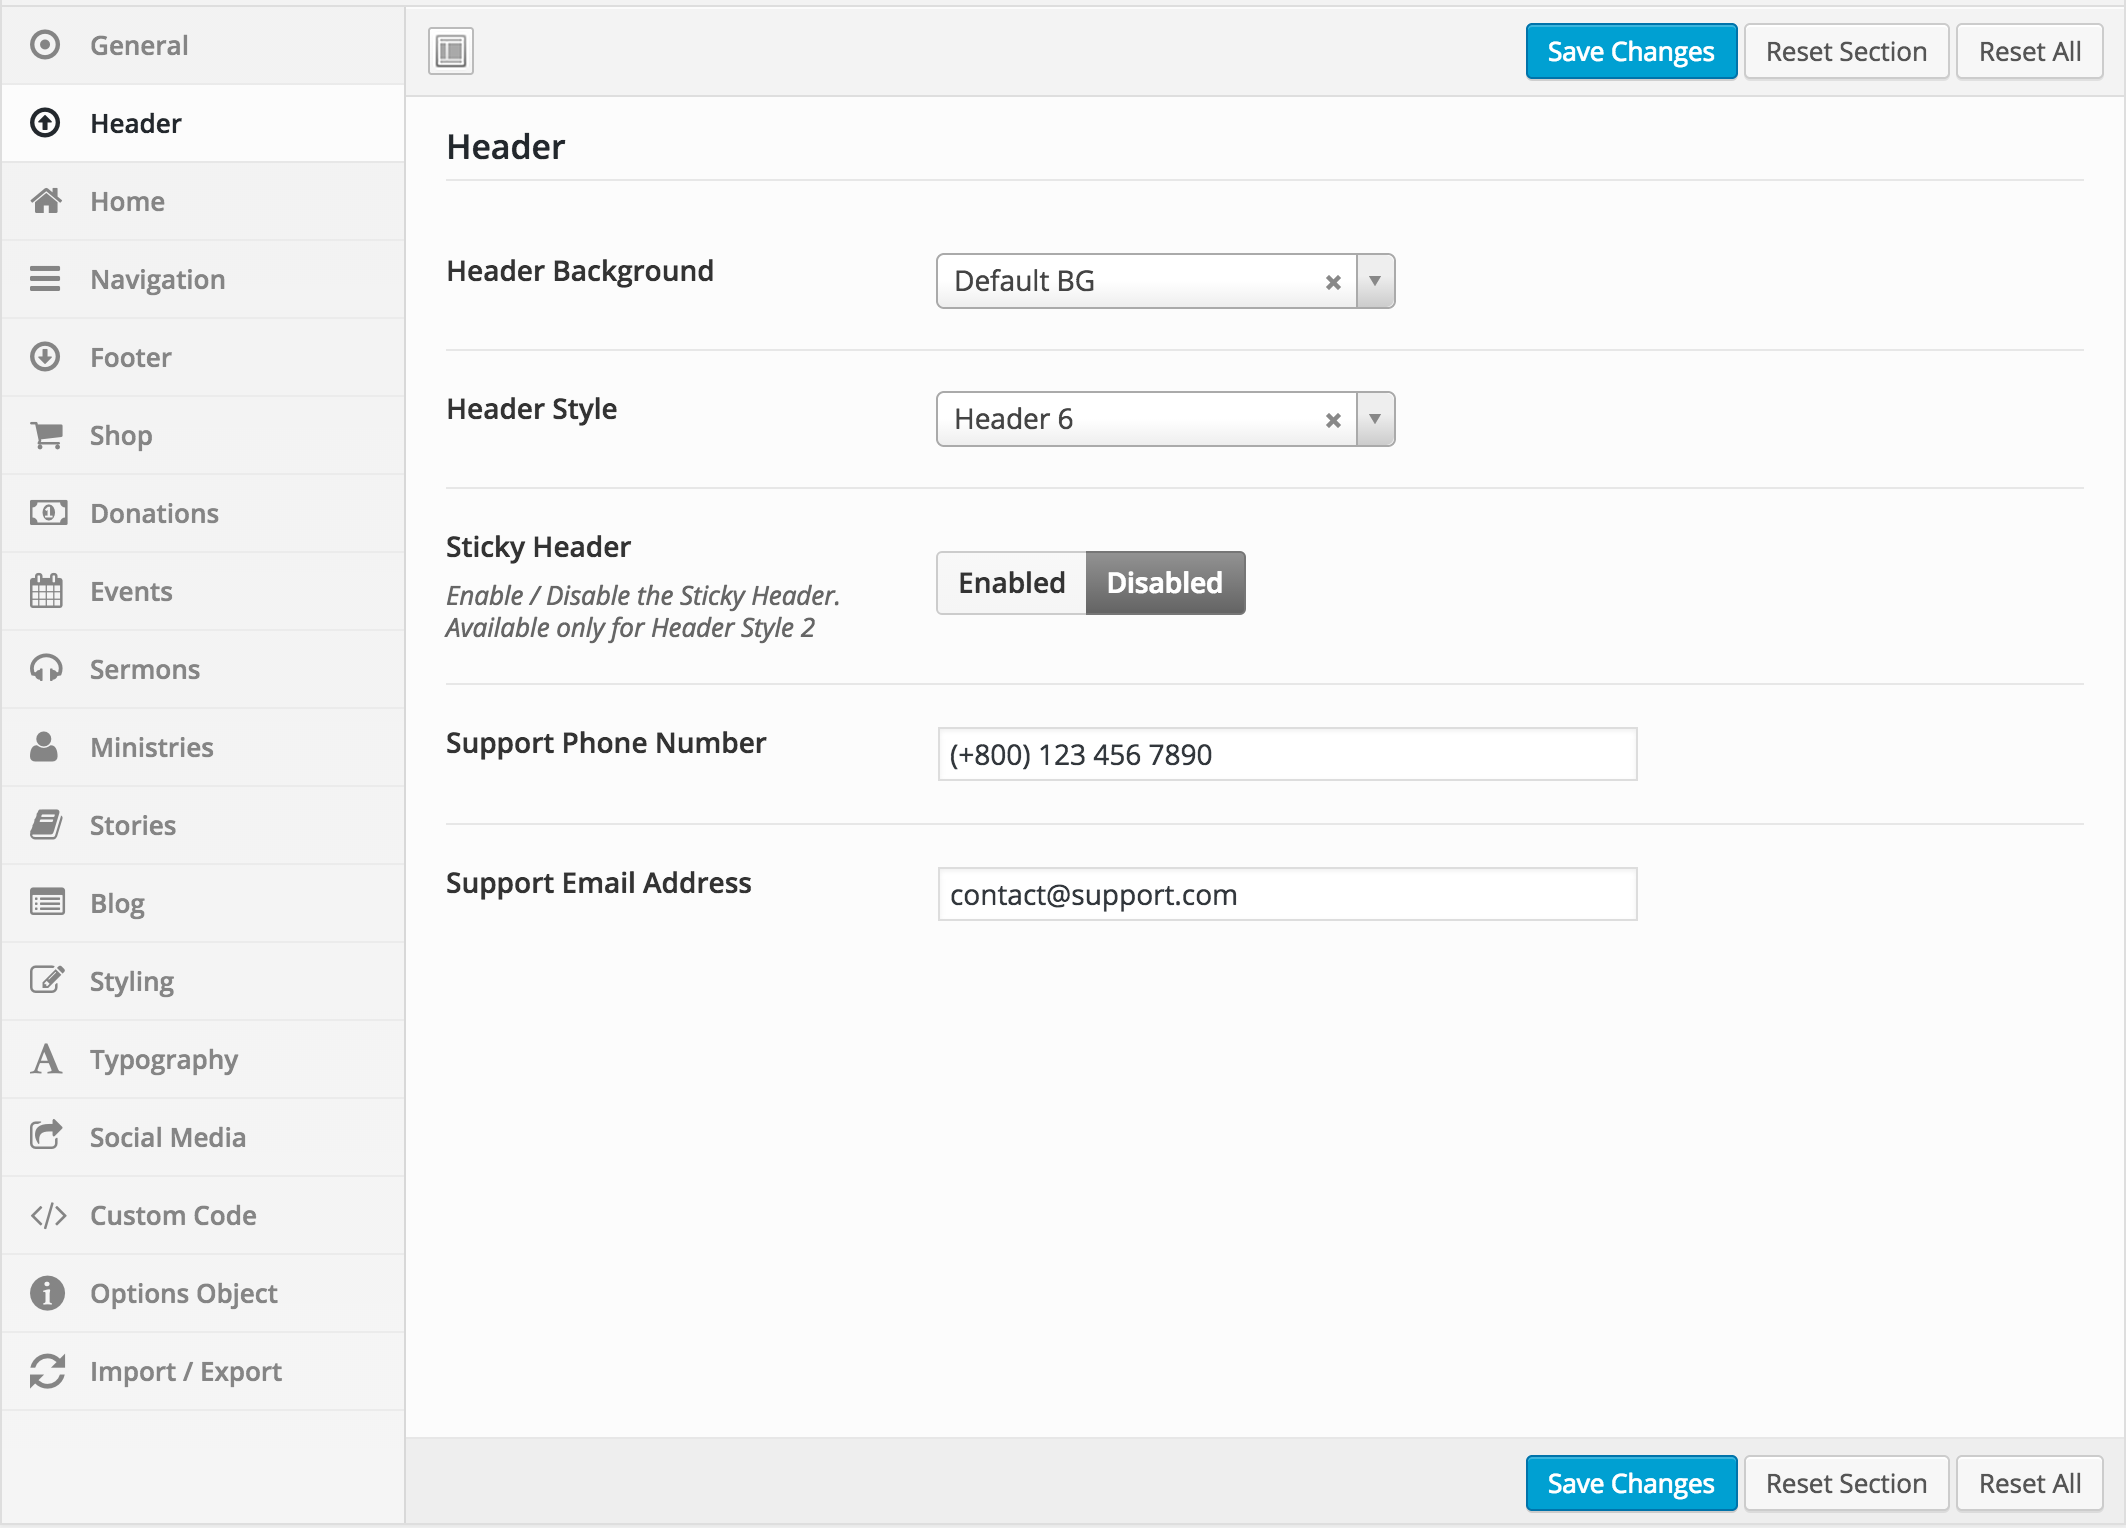 General
Header
Home
Navigation
Footer
Shop
Donations
Events
Sermons
Ministries
Stories
Blog
Styling
Typography
Social Media
Custom Code
Options Object
Import / Export
Save Changes
Reset Section
Reset All
Header
Header Background
Default BG
Header Style
Header 6
Sticky Header
Enable / Disable the Sticky Header.
Available only for Header Style 2
Enabled
Disabled
Support Phone Number
(+800) 123 456 7890
Support Email Address
contact@support.com
Save Changes
Reset Section
Reset All